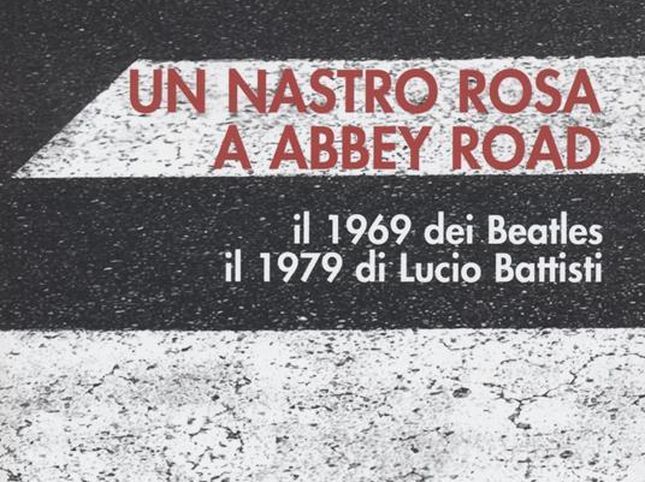 UN NASTRO ROSA
A ABBEY ROAD
il 1969 dei Beatles
il 1979 di Lucio Battisti